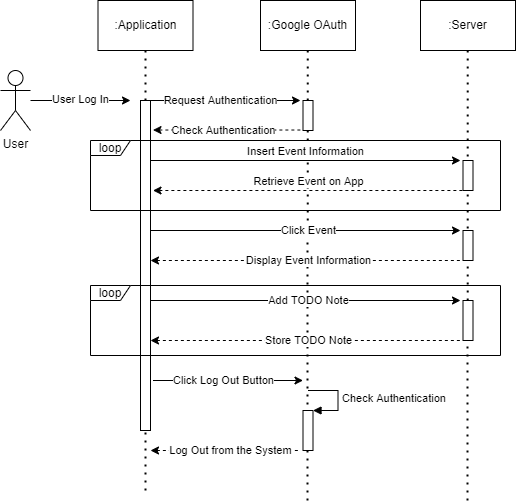 :Application
:Google OAuth
:Server
User Log In
Request Authentication
User
Check Authentication
loop
Insert Event Information
Retrieve Event on App
Click Event
Display Event Information
loop
Add TODO Note
Store TODO Note
Click Log Out Button
Check Authentication
Log Out from the System